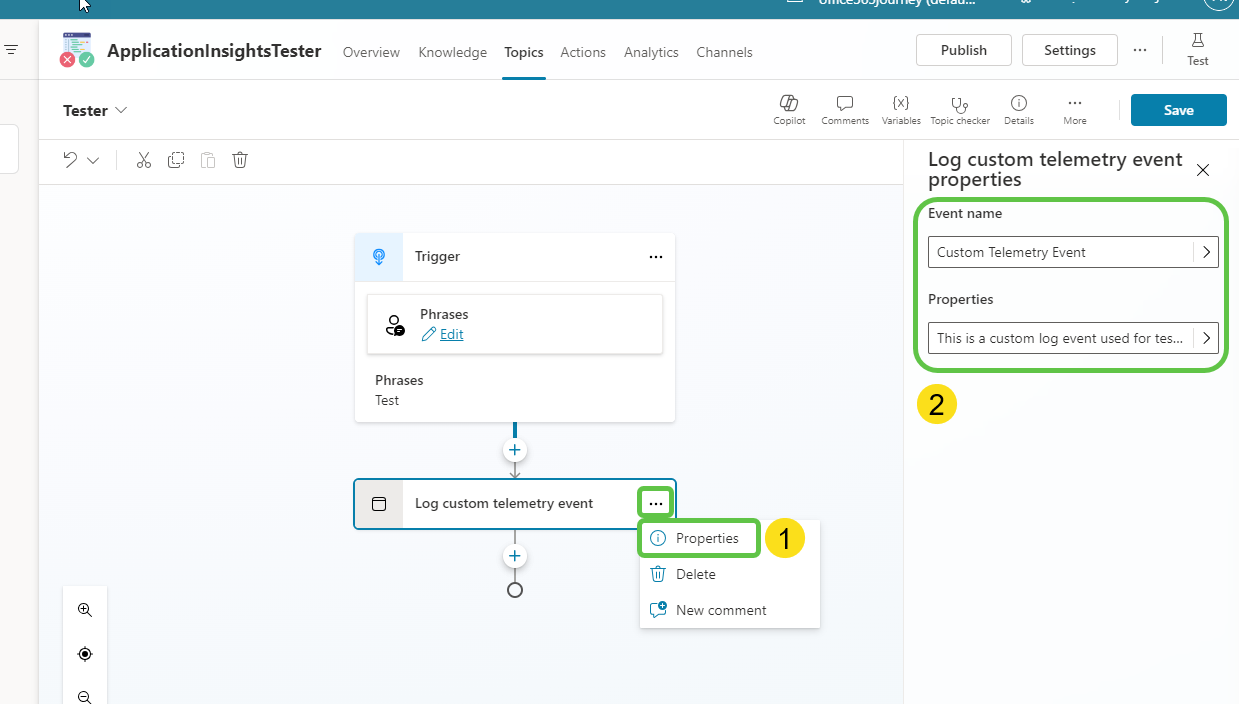 ApplicationInsightsTester
Overview
Knowledge
Topics
Actions
Analytics
Channels
Publish
Settings
Test
Tester
Copilot
Comments
Variables
Topic checker
Details
More
Save
Log custom telemetry event
properties
Event name
Custom Telemetry Event
Properties
This is a custom log event used for tes...
2
Trigger
Phrases
Edit
Phrases
Test
Log custom telemetry event
Properties
1
Delete
New comment